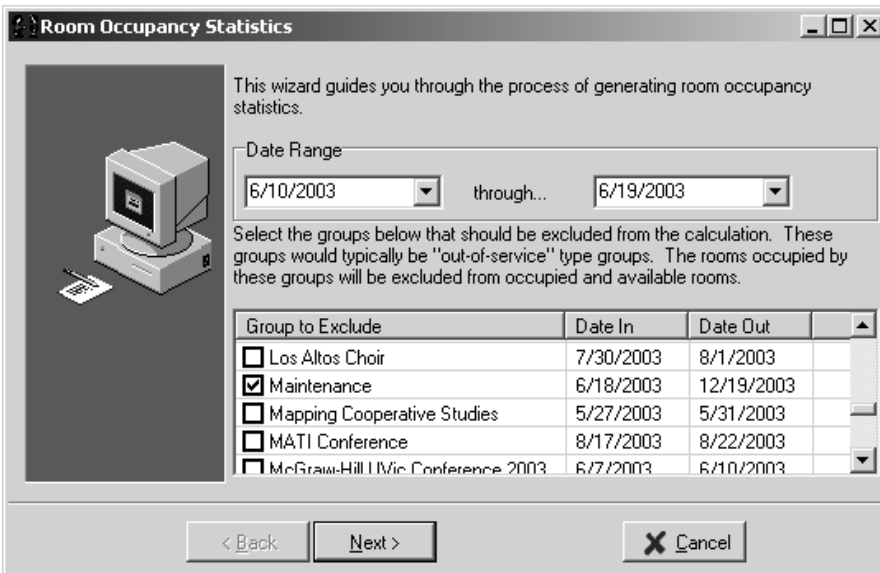 Room Occupancy Statistics
This wizard guides you through the process of generating room occupancy
statistics.
Date Range
6/10/2003 through... 6/19/2003
Select the groups below that should be excluded from the calculation. These
groups would typically be "out-of-service" type groups. The rooms occupied by
these groups will be excluded from occupied and available rooms.
Group to Exclude Date In Date Out
Los Altos Choir 7/30/2003 8/1/2003
Maintenance 6/18/2003 12/19/2003
Mapping Cooperative Studies 5/27/2003 5/31/2003
MATI Conference 8/17/2003 8/22/2003
McGraw-Hill UVic Conference 2003 6/7/2003 6/10/2003
< Back Next > Cancel